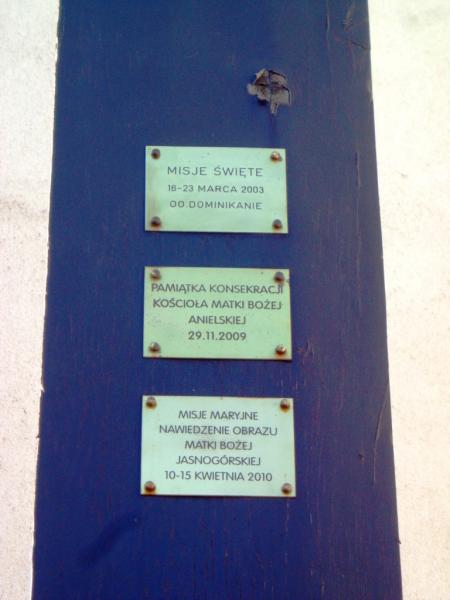 MISJE ŚWIĘTE
16-23 MARCA 2003
OO.DOMINIKANIE
PAMIĄTKA KONSEKRACJI
KOŚCIOŁA MATKI BOŻEJ
ANIELSKIEJ
29.11.2009
MISJE MARYJNE
NAWIEDZENIE OBRAZU
MATKI BOŻEJ
JASNOGÓRSKIEJ
10-15 KWIETNIA 2010